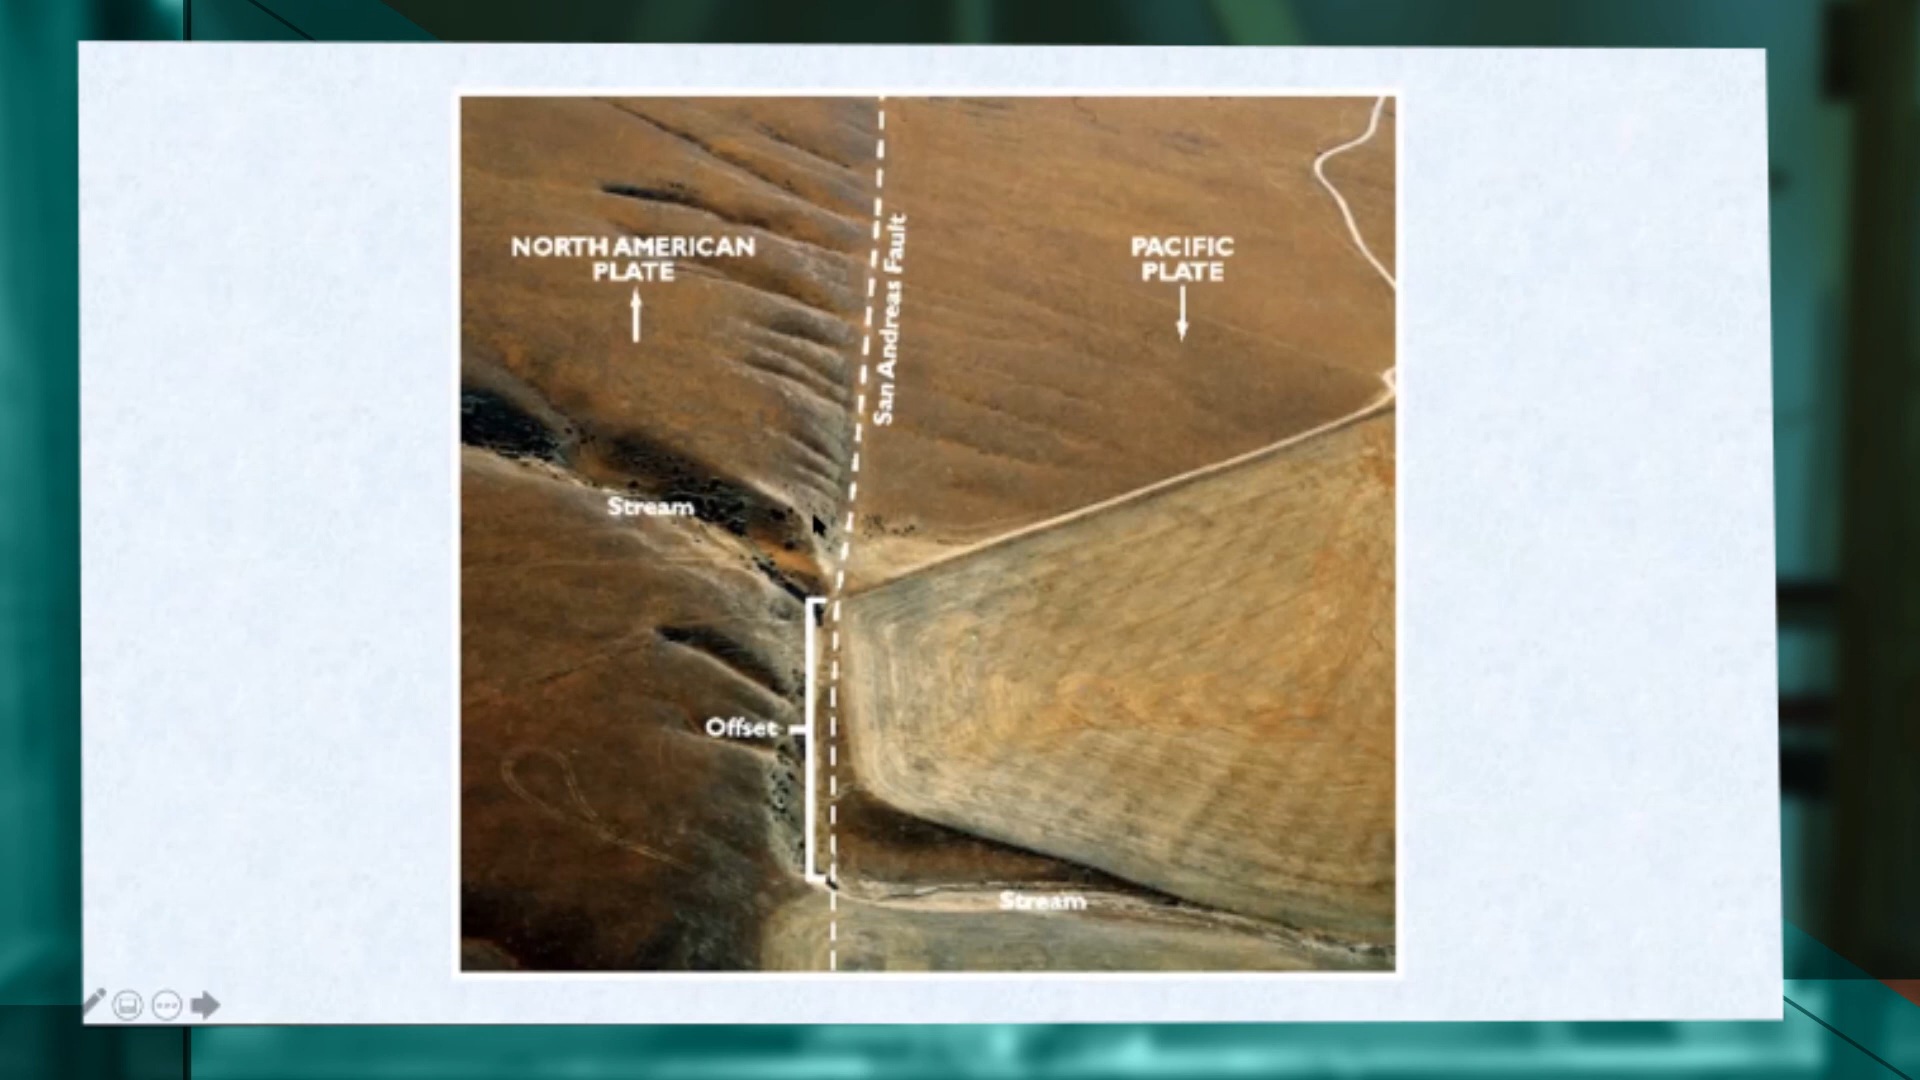 NORTH AMERICAN
PLATE
PACIFIC
PLATE
San Andreas Fault
Stream
Offset
Stream